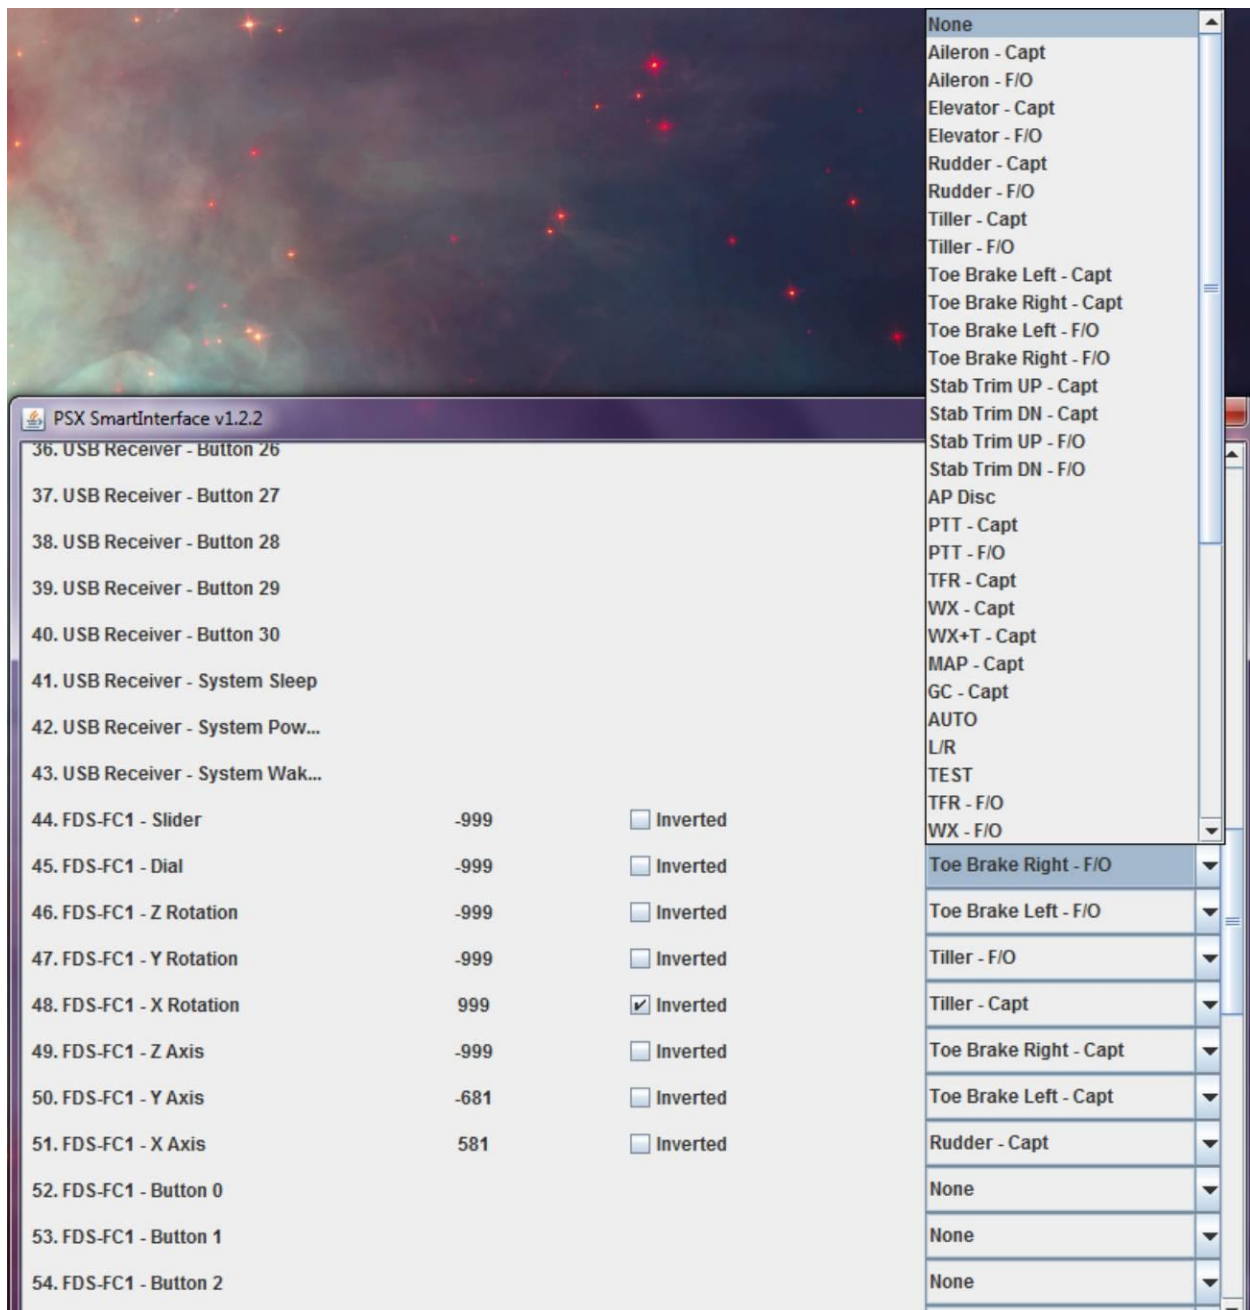 None
Aileron - Capt
Aileron - F/O
Elevator - Capt
Elevator - F/O
Rudder - Capt
Rudder - F/O
Tiller - Capt
Tiller - F/O
Toe Brake Left - Capt
Toe Brake Right - Capt
Toe Brake Left - F/O
Toe Brake Right - F/O
Stab Trim UP - Capt
Stab Trim DN - Capt
Stab Trim UP - F/O
Stab Trim DN - F/O
AP Disc
PTT - Capt
PTT - F/O
TFR - Capt
WX - Capt
WX+T - Capt
MAP - Capt
GC - Capt
AUTO
L/R
TEST
TFR - F/O
WX - F/O
PSX SmartInterface v1.2.2
36. USB Receiver - Button 26
37. USB Receiver - Button 27
38. USB Receiver - Button 28
39. USB Receiver - Button 29
40. USB Receiver - Button 30
41. USB Receiver - System Sleep
42. USB Receiver - System Pow...
43. USB Receiver - System Wak...
44. FDS-FC1 - Slider -999 Inverted
45. FDS-FC1 - Dial -999 Inverted Toe Brake Right - F/O
46. FDS-FC1 - Z Rotation -999 Inverted Toe Brake Left - F/O
47. FDS-FC1 - Y Rotation -999 Inverted Tiller - F/O
48. FDS-FC1 - X Rotation 999 Inverted Tiller - Capt
49. FDS-FC1 - Z Axis -999 Inverted Toe Brake Right - Capt
50. FDS-FC1 - Y Axis -681 Inverted Toe Brake Left - Capt
51. FDS-FC1 - X Axis 581 Inverted Rudder - Capt
52. FDS-FC1 - Button 0 None
53. FDS-FC1 - Button 1 None
54. FDS-FC1 - Button 2 None